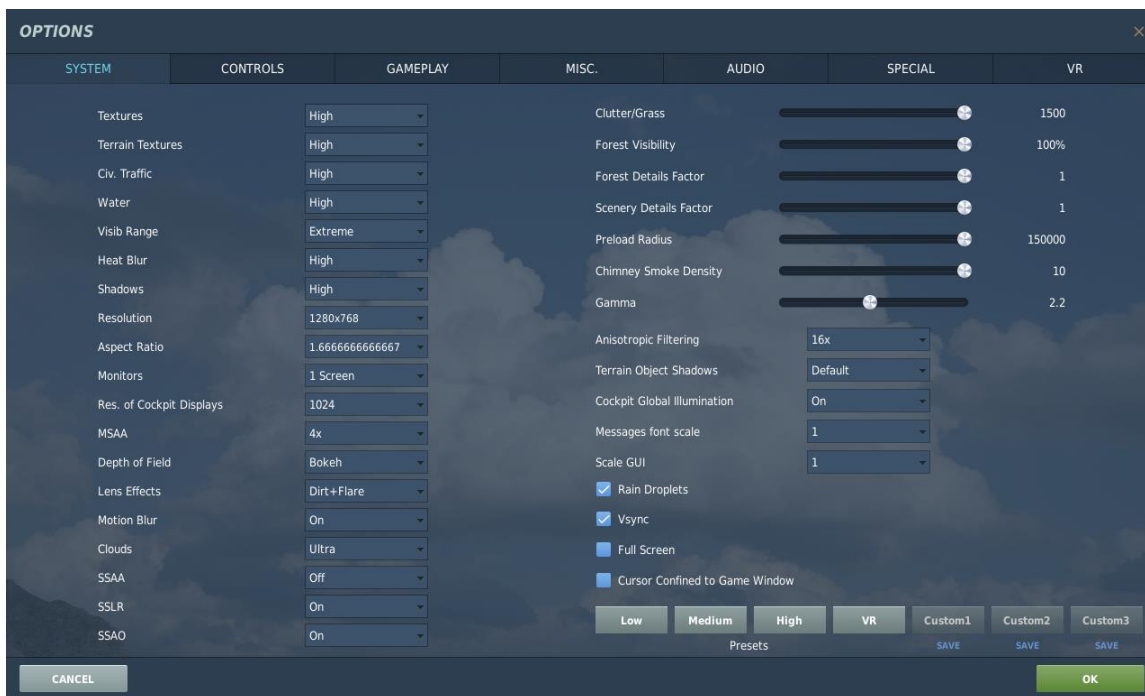 OPTIONS
SYSTEM CONTROLS GAMEPLAY MISC. AUDIO SPECIAL VR
Textures High
Terrain Textures High
Civ. Traffic High
Water High
Visib Range Extreme
Heat Blur High
Shadows High
Resolution 1280x768
Aspect Ratio 1.6666666666667
Monitors 1 Screen
Res. of Cockpit Displays 1024
MSAA 4x
Depth of Field Bokeh
Lens Effects Dirt+Flare
Motion Blur On
Clouds Ultra
SSAA Off
SSLR On
SSAO On
Clutter/Grass 1500
Forest Visibility 100%
Forest Details Factor 1
Scenery Details Factor 1
Preload Radius 150000
Chimney Smoke Density 10
Gamma 2.2
Anisotropic Filtering 16x
Terrain Object Shadows Default
Cockpit Global Illumination On
Messages font scale 1
Scale GUI 1
Rain Droplets
Vsync
Full Screen
Cursor Confined to Game Window
Low Medium High VR Custom1 Custom2 Custom3
Presets SAVE SAVE SAVE
CANCEL OK